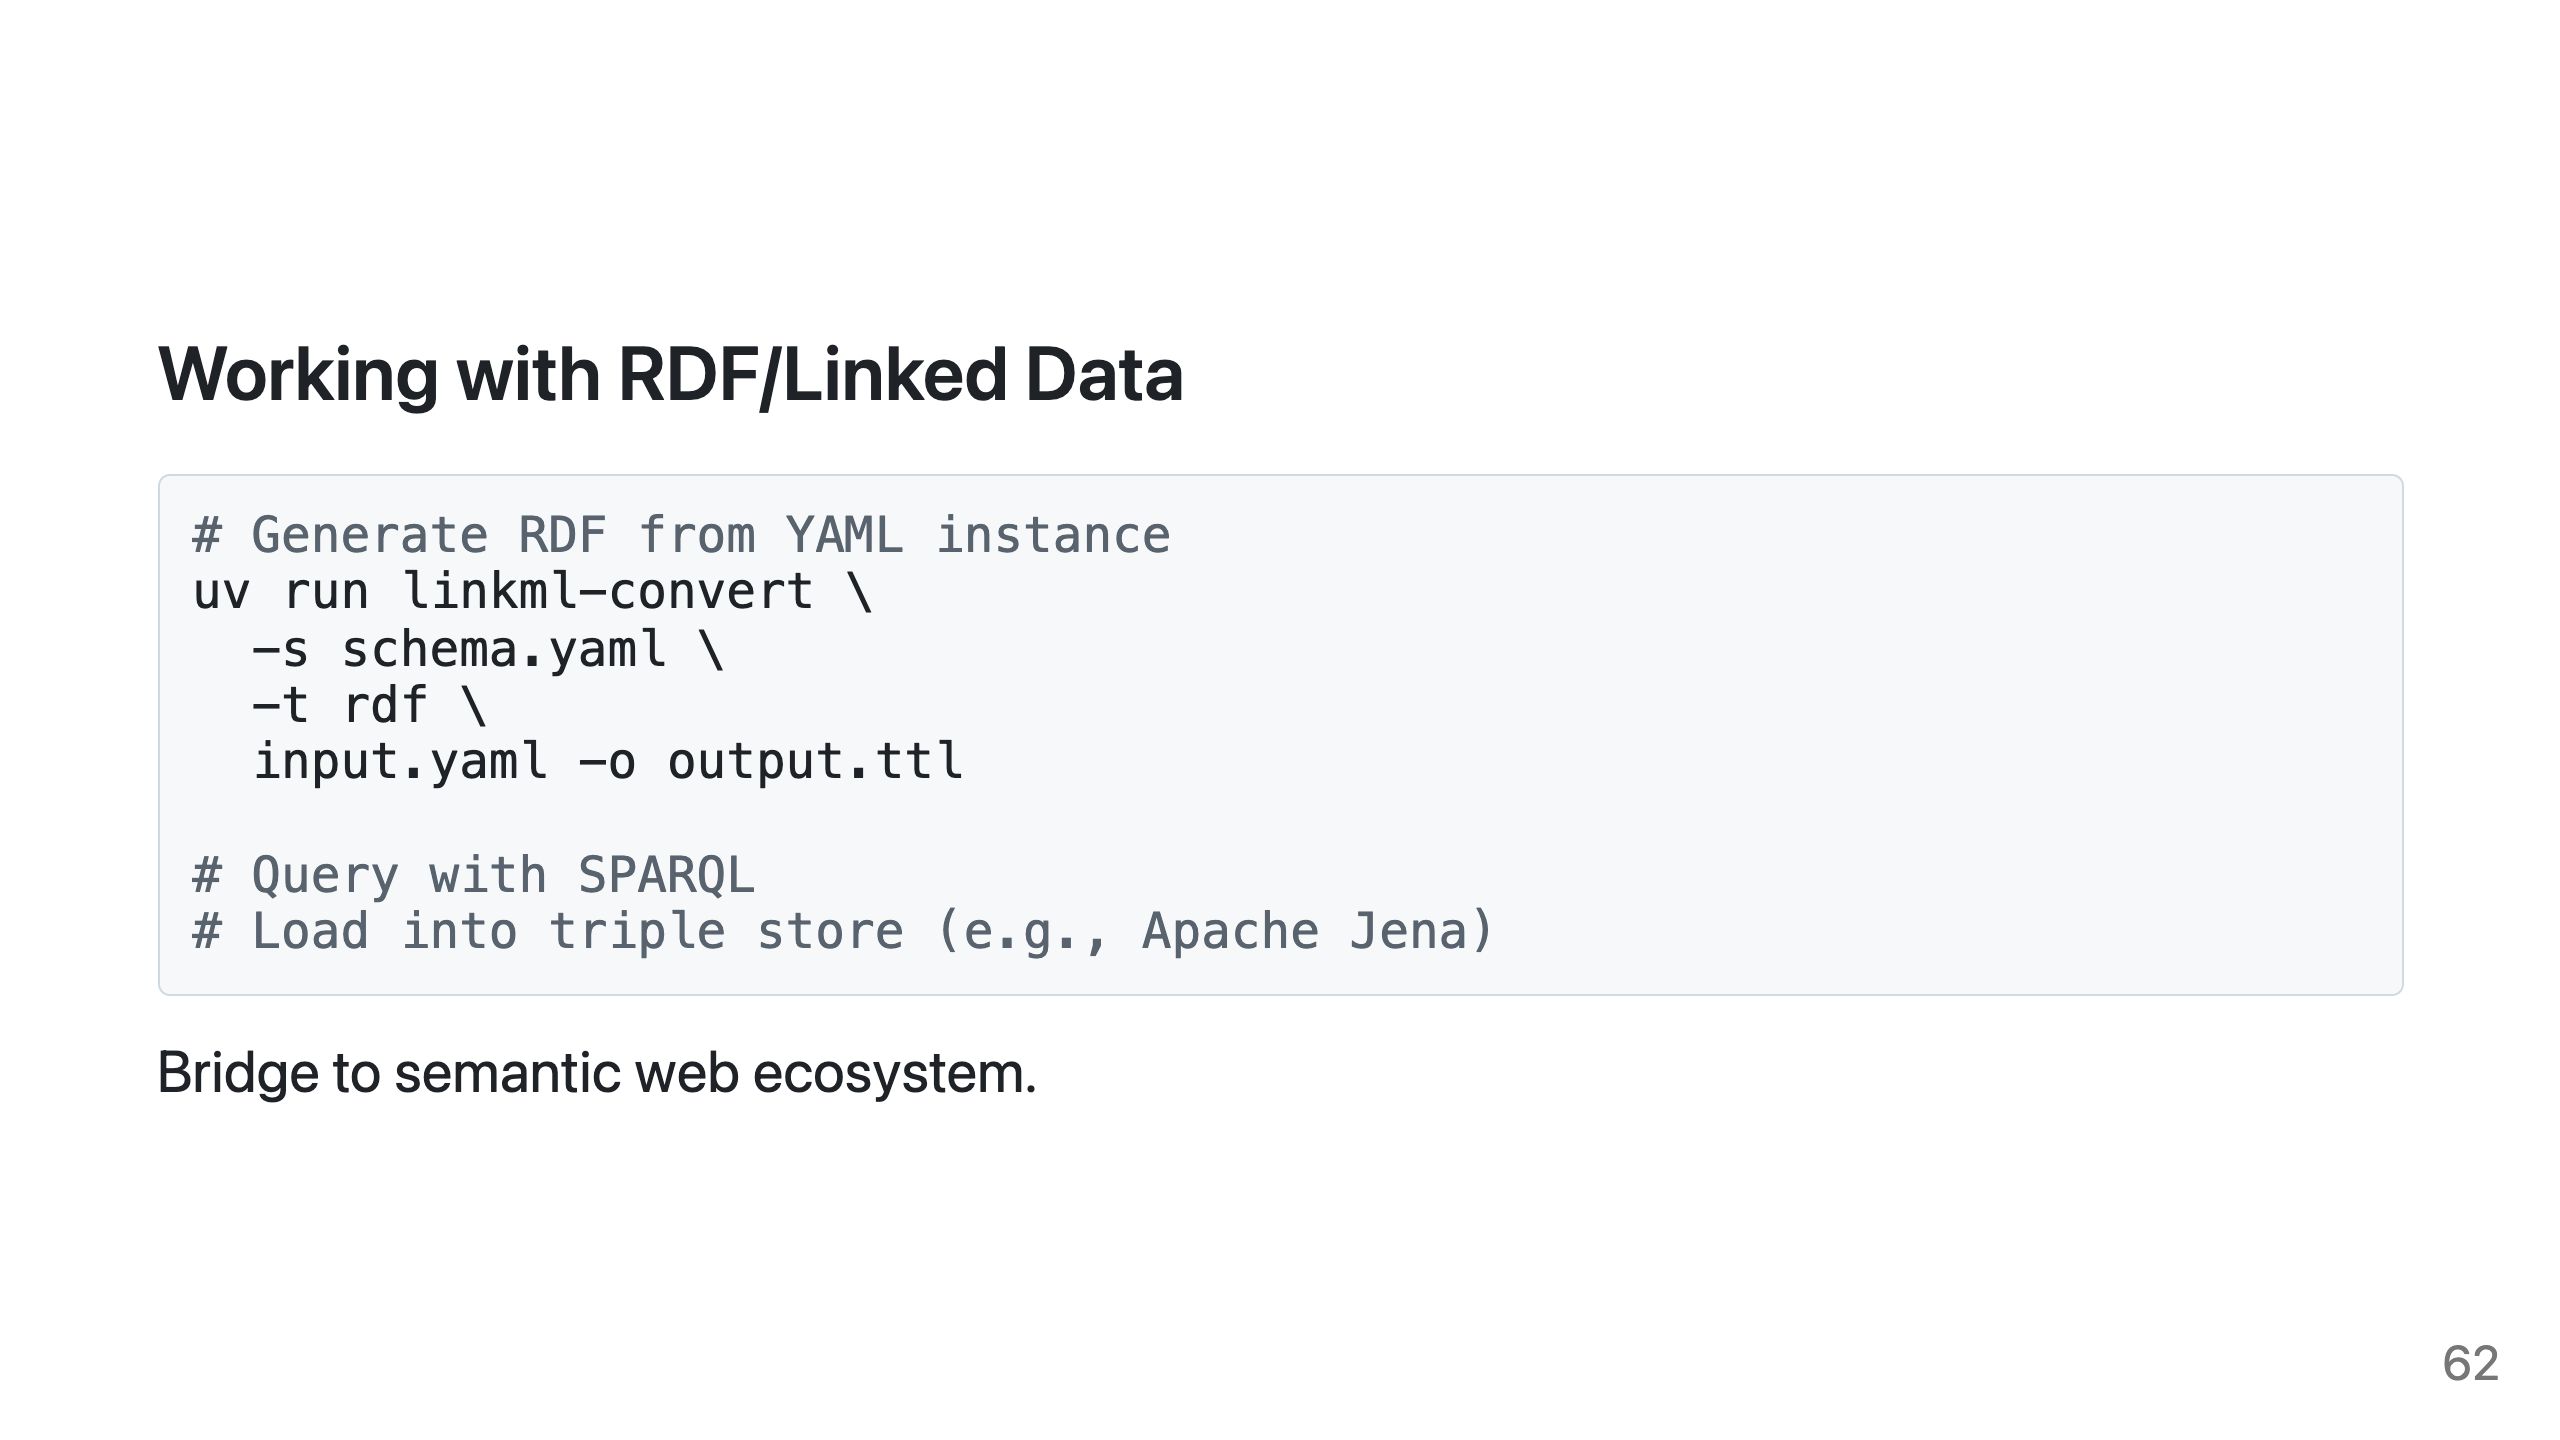 Working with RDF/Linked Data
# Generate RDF from YAML instance
uv run linkml-convert \
  -s schema.yaml \
  -t rdf \
  input.yaml -o output.ttl
# Query with SPARQL
# Load into triple store (e.g., Apache Jena)
Bridge to semantic web ecosystem.
62